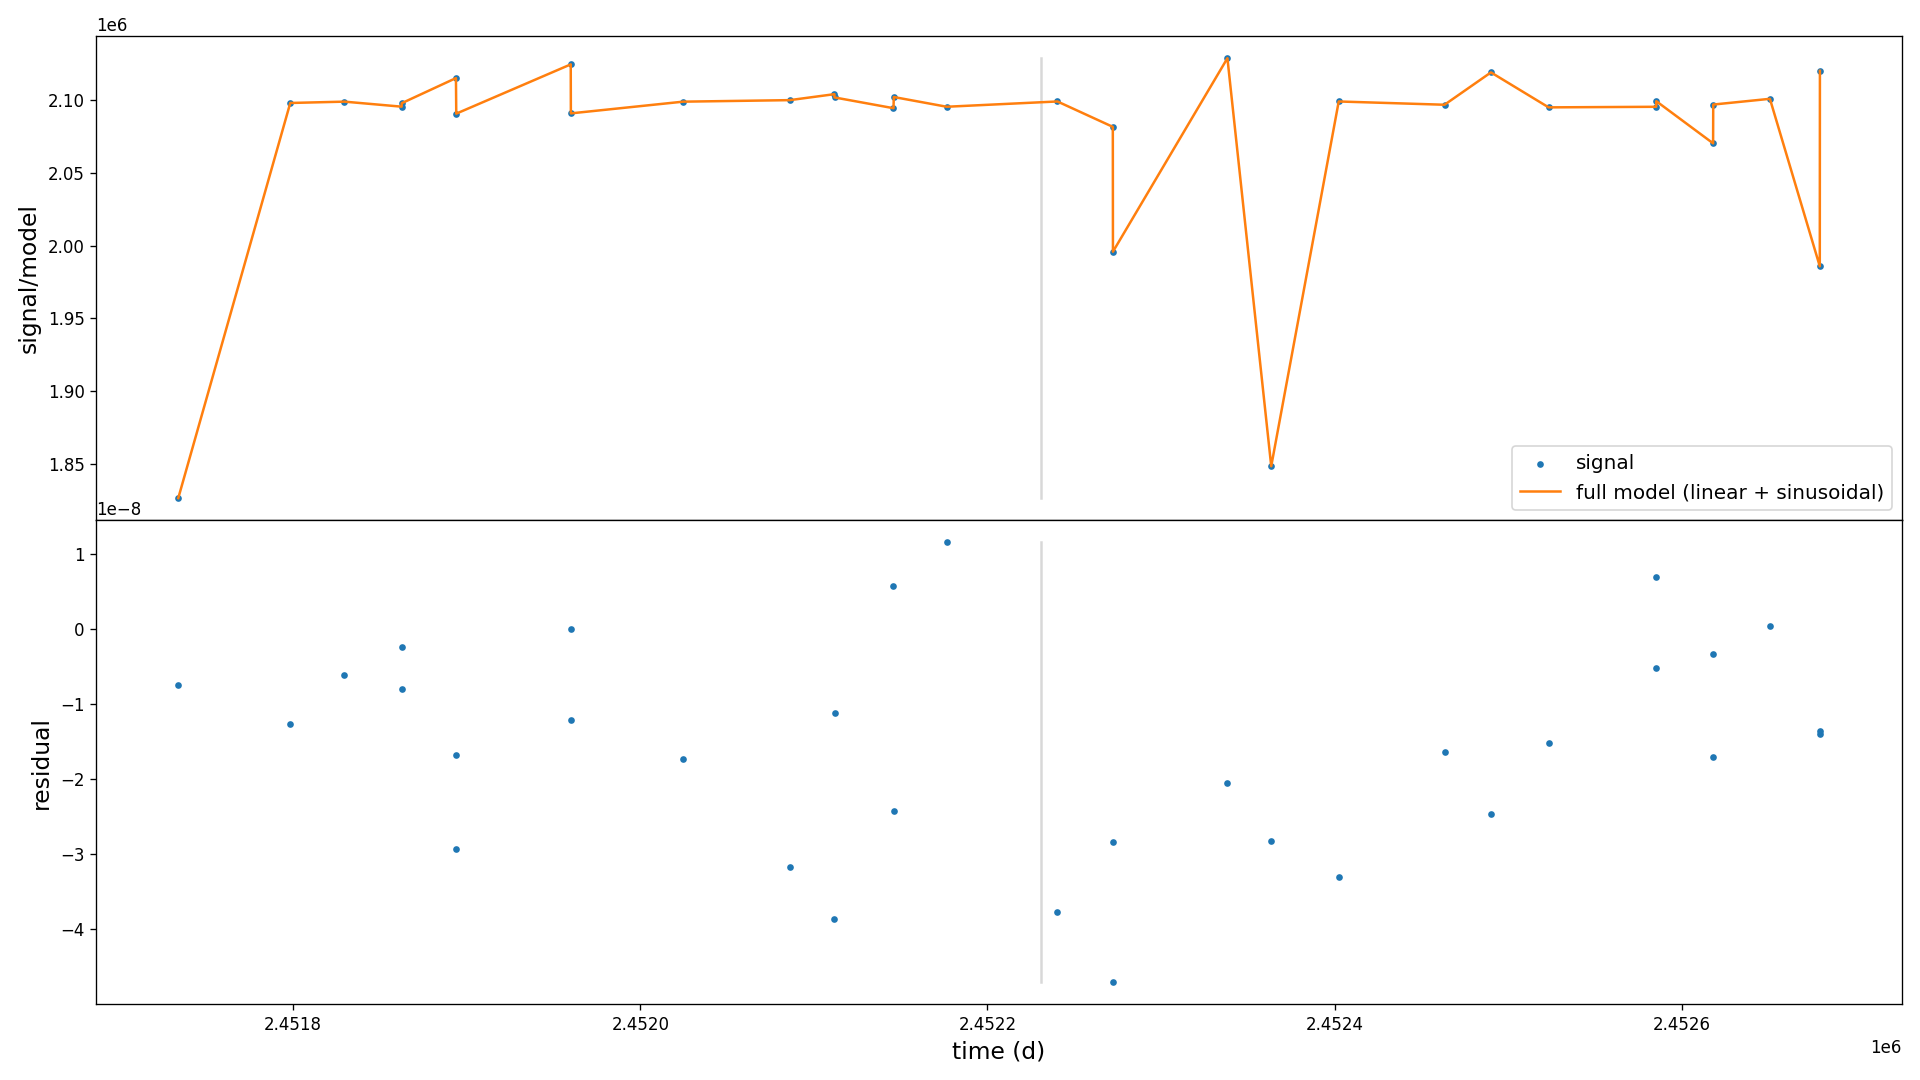 1e6
2.10
2.05
2.00
1.95
1.90
1.85
signal/model
signal
full model (linear + sinusoidal)
1e−8
1
0
−1
−2
−3
−4
residual
2.4518
2.4520
2.4522
2.4524
2.4526
time (d)
1e6